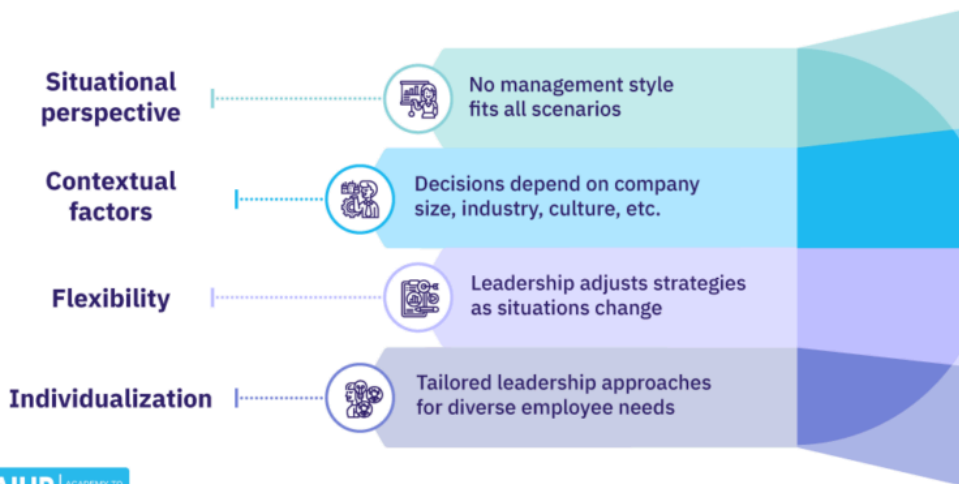 Situational
perspective
No management style
fits all scenarios
Contextual
factors
Decisions depend on company
size, industry, culture, etc.
Flexibility
Leadership adjusts strategies
as situations change
Individualization
Tailored leadership approaches
for diverse employee needs